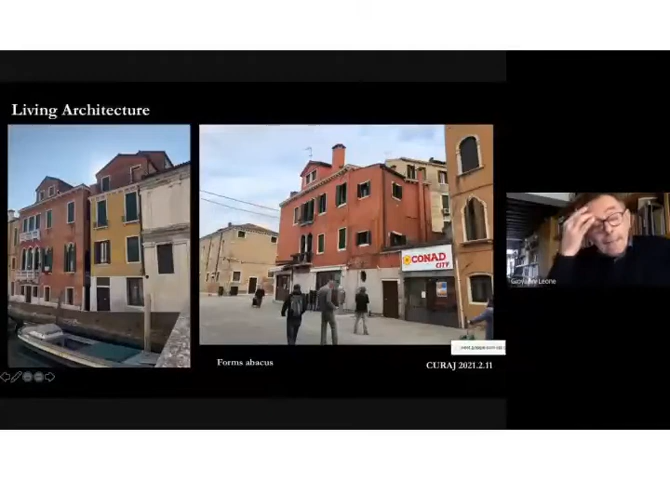 Living Architecture
CONAD
CITY
Forms abacus
CURAJ 2021.2.11
Giovanni Leone